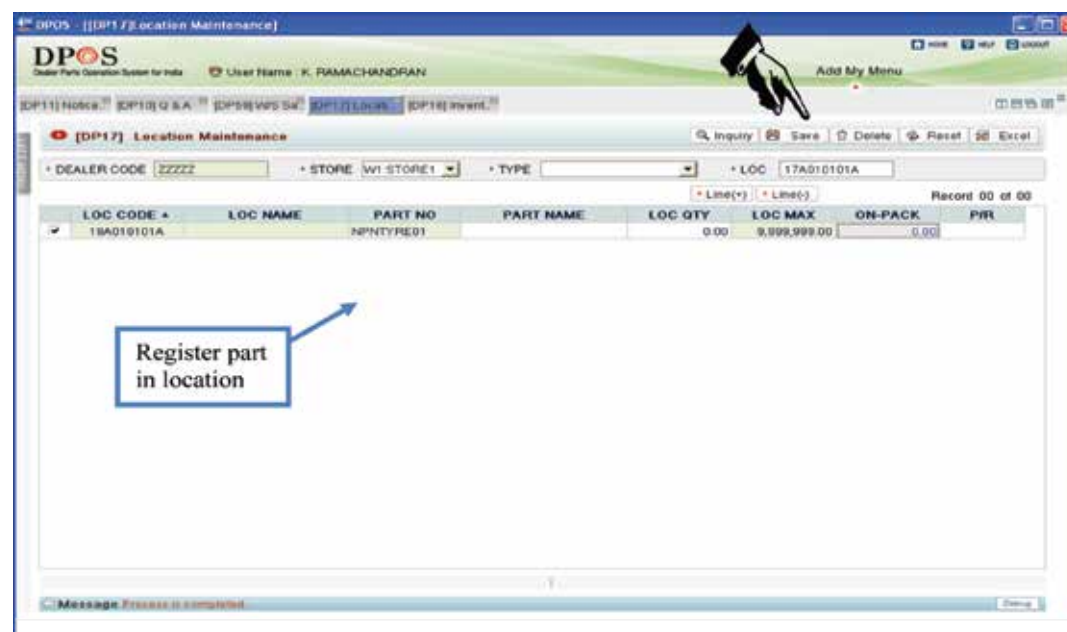 DPOS - [[DP17]Location Maintenance]
DPOS
Dealer Parts Operation System for India
User Name : K. RAMACHANDRAN
HOME HELP LOGOUT
Add My Menu
[DP11] Notice. [DP10] Q & A [DP59] WPS Sa [DP17] Locati. [DP16] Invent.
[DP17] Location Maintenance
Inquiry Save Delete Reset Excel
DEALER CODE ZZZZZ STORE W1 STORE1 TYPE LOC 17A010101A
Line(+) Line(-) Record 00 of 00
LOC CODE LOC NAME PART NO PART NAME LOC QTY LOC MAX ON-PACK P/R
19A010101A NPNTYRE01 0.00 9,999,999.00 0.00
Register part
in location
Message Process is completed.
Debug